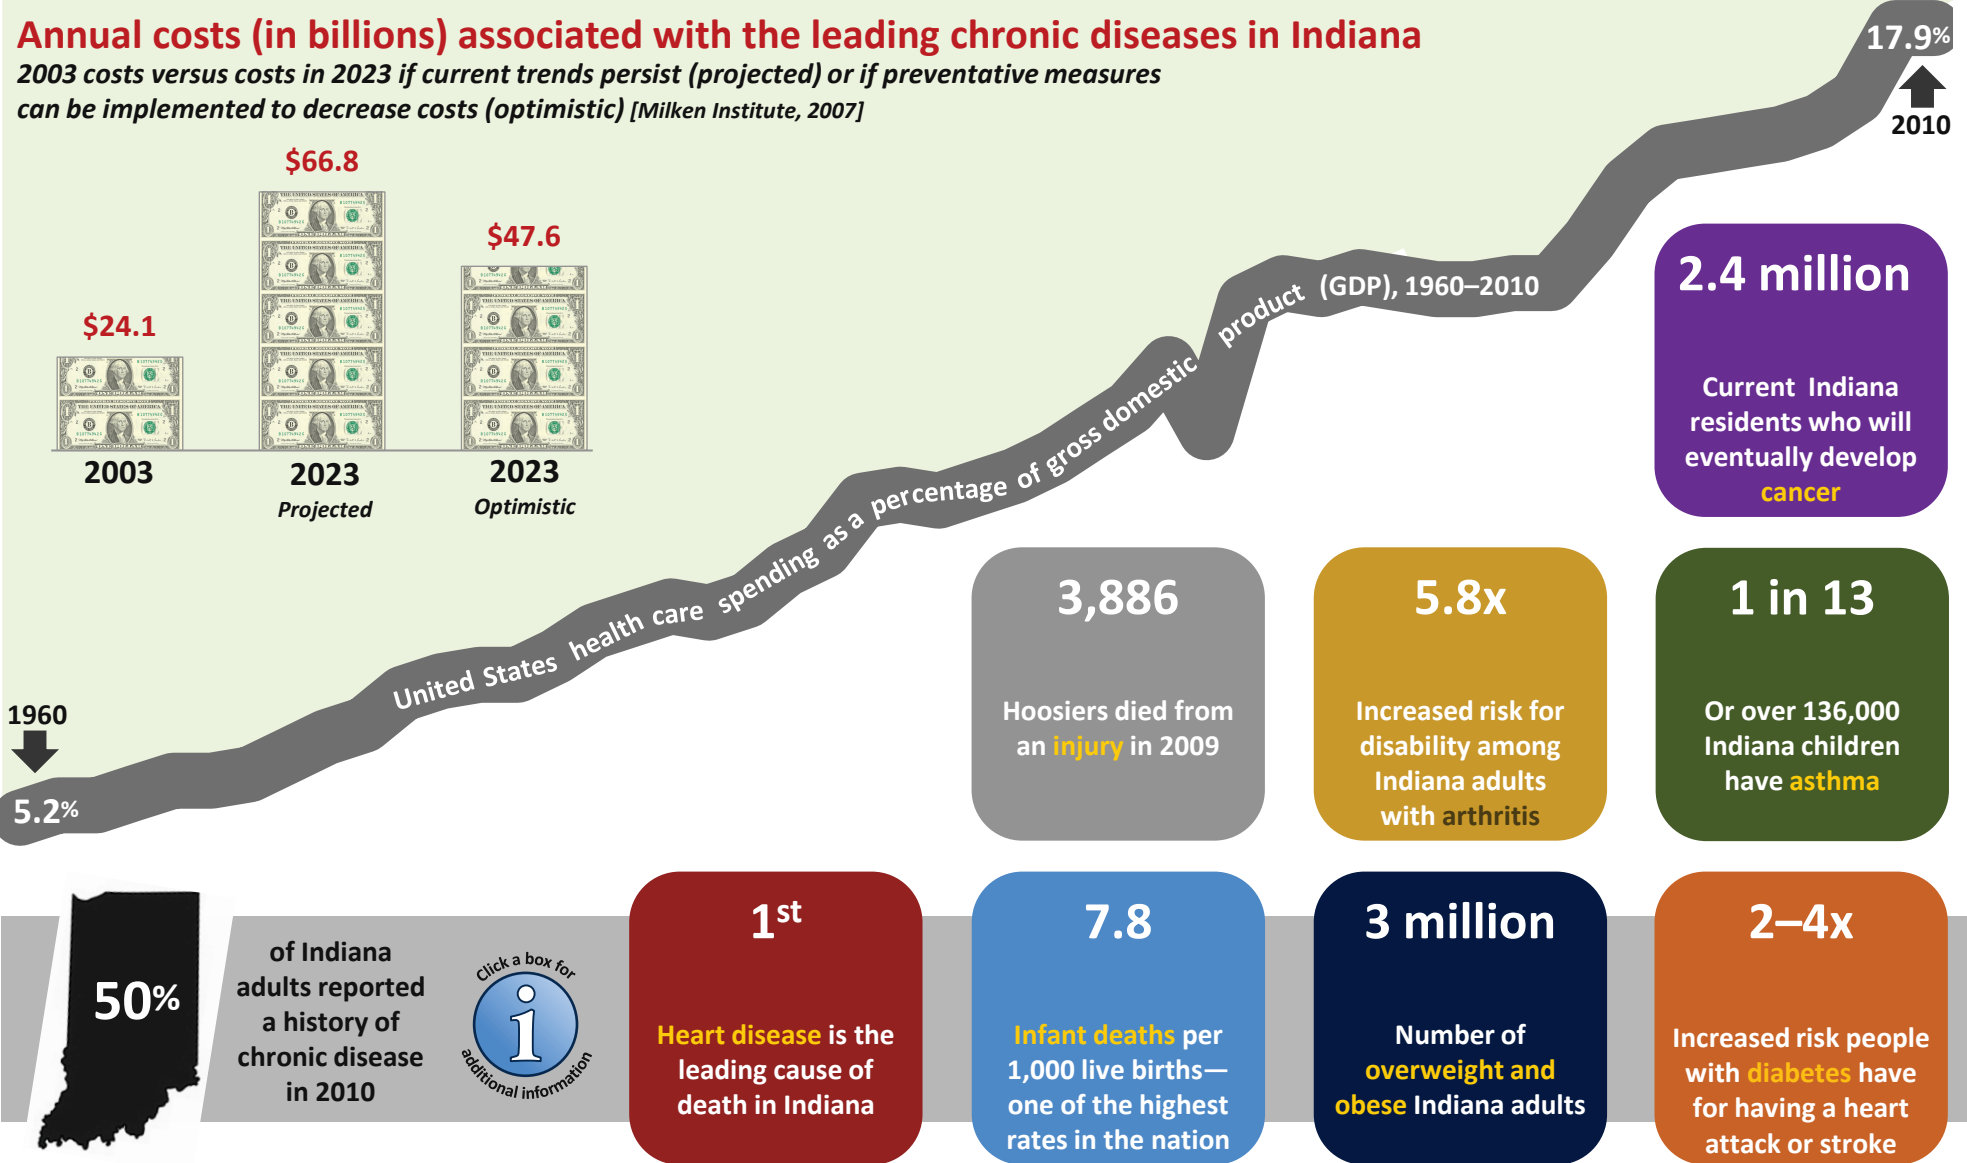 Annual costs (in billions) associated with the leading chronic diseases in Indiana
2003 costs versus costs in 2023 if current trends persist (projected) or if preventative measures
can be implemented to decrease costs (optimistic) [Milken Institute, 2007]
$24.1
2003
$66.8
2023
Projected
$47.6
2023
Optimistic
1960
5.2%
United States health care spending as a percentage of gross domestic product (GDP), 1960–2010
17.9%
2010
2.4 million
Current Indiana
residents who will
eventually develop
cancer
3,886
Hoosiers died from
an injury in 2009
5.8x
Increased risk for
disability among
Indiana adults
with arthritis
1 in 13
Or over 136,000
Indiana children
have asthma
50%
of Indiana
adults reported
a history of
chronic disease
in 2010
Click a box for
additional information
1st
Heart disease is the
leading cause of
death in Indiana
7.8
Infant deaths per
1,000 live births—
one of the highest
rates in the nation
3 million
Number of
overweight and
obese Indiana adults
2–4x
Increased risk people
with diabetes have
for having a heart
attack or stroke